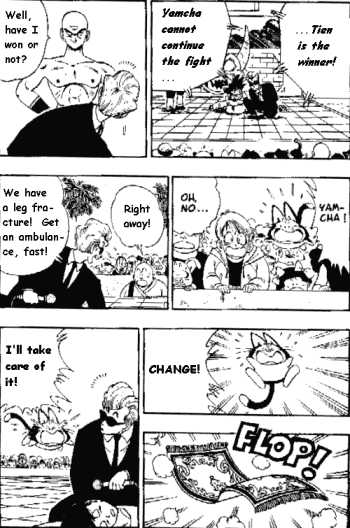 Well,
have I
won or
not?
Yamcha
cannot
continue
the fight
...
...Tien
is the
winner!
We have
a leg fra-
cture! Get
an ambulan-
ce, fast!
Right
away!
OH,
NO...
YAM-
CHA!
I'll take
care of
it!
CHANGE!
FLOP!